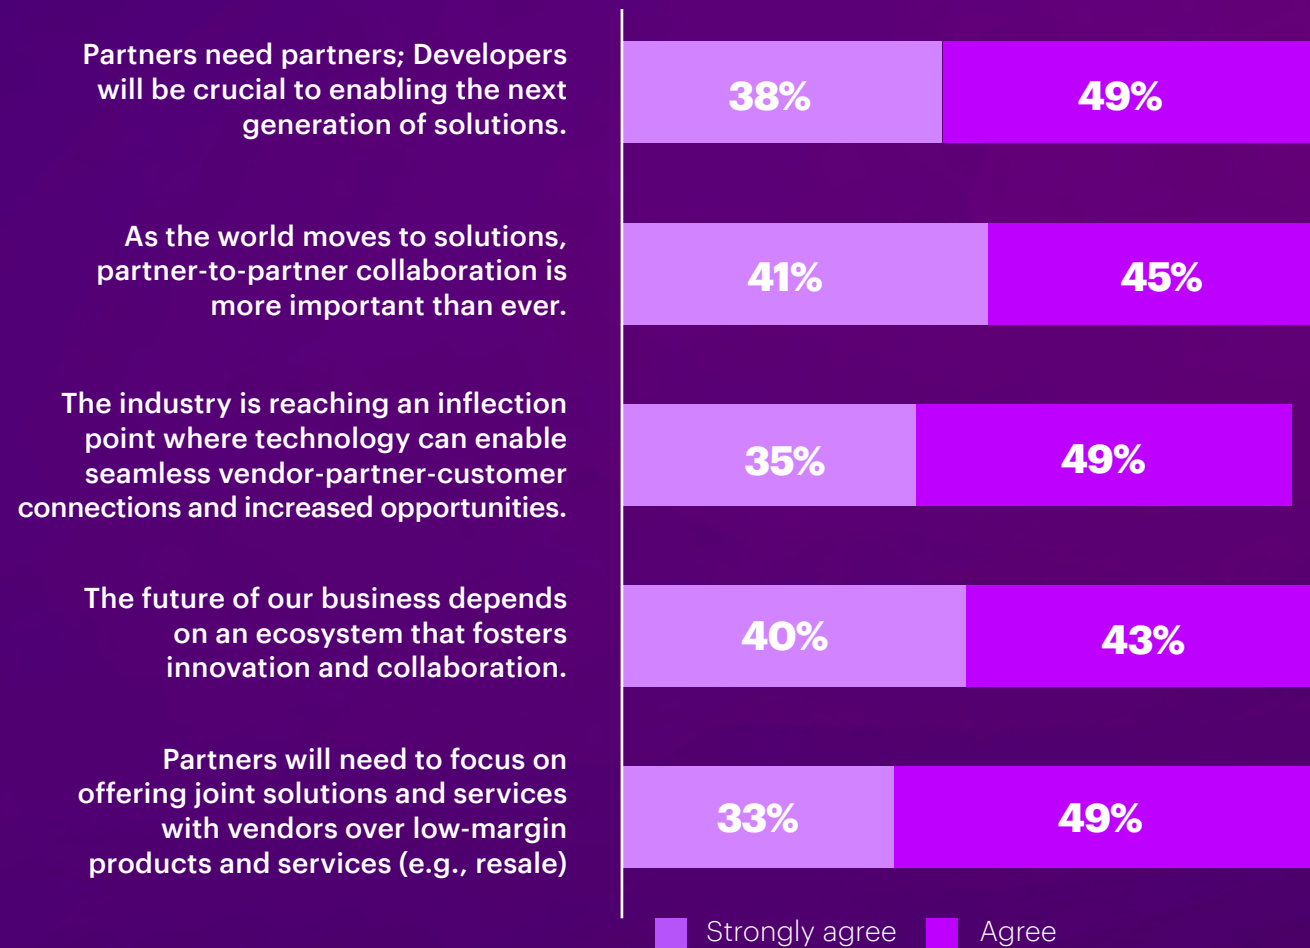 Partners need partners; Developers
will be crucial to enabling the next
generation of solutions.
38%
49%
As the world moves to solutions,
partner-to-partner collaboration is
more important than ever.
41%
45%
The industry is reaching an inflection
point where technology can enable
seamless vendor-partner-customer
connections and increased opportunities.
35%
49%
The future of our business depends
on an ecosystem that fosters
innovation and collaboration.
40%
43%
Partners will need to focus on
offering joint solutions and services
with vendors over low-margin
products and services (e.g., resale)
33%
49%
Strongly agree
Agree